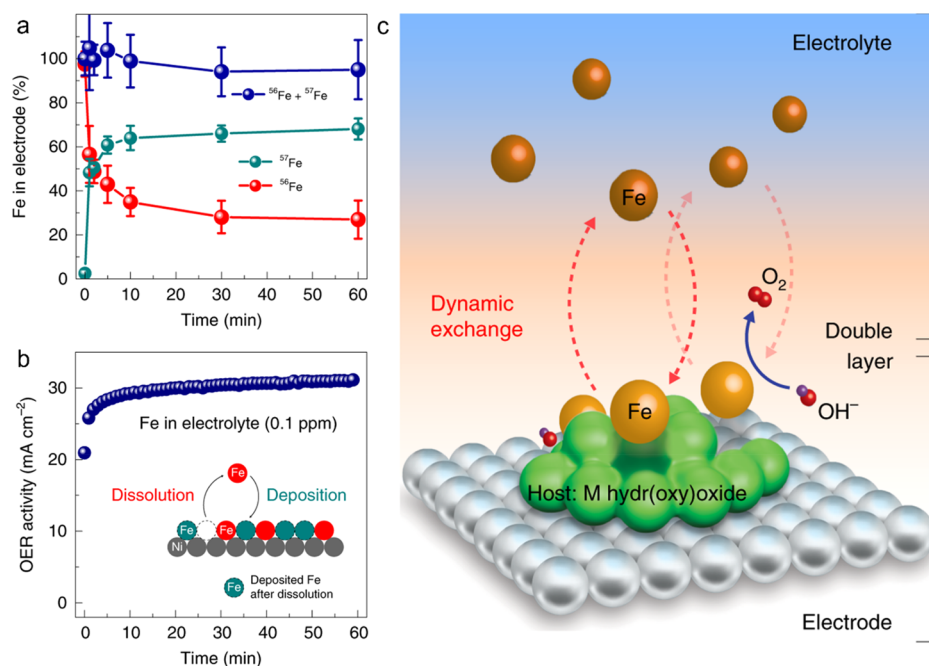 a
Fe in electrode (%)
100
80
60
40
20
0
⁵⁶Fe + ⁵⁷Fe
⁵⁷Fe
⁵⁶Fe
0 10 20 30 40 50 60
Time (min)
b
OER activity (mA cm⁻²)
30
20
10
0
Fe in electrolyte (0.1 ppm)
Fe
Dissolution
Deposition
Fe Fe
Ni
Fe
Deposited Fe
after dissolution
0 10 20 30 40 50 60
Time (min)
c
Electrolyte
Fe
O₂
Dynamic
exchange
Double
layer
Fe
OH⁻
Host: M hydr(oxy)oxide
Electrode